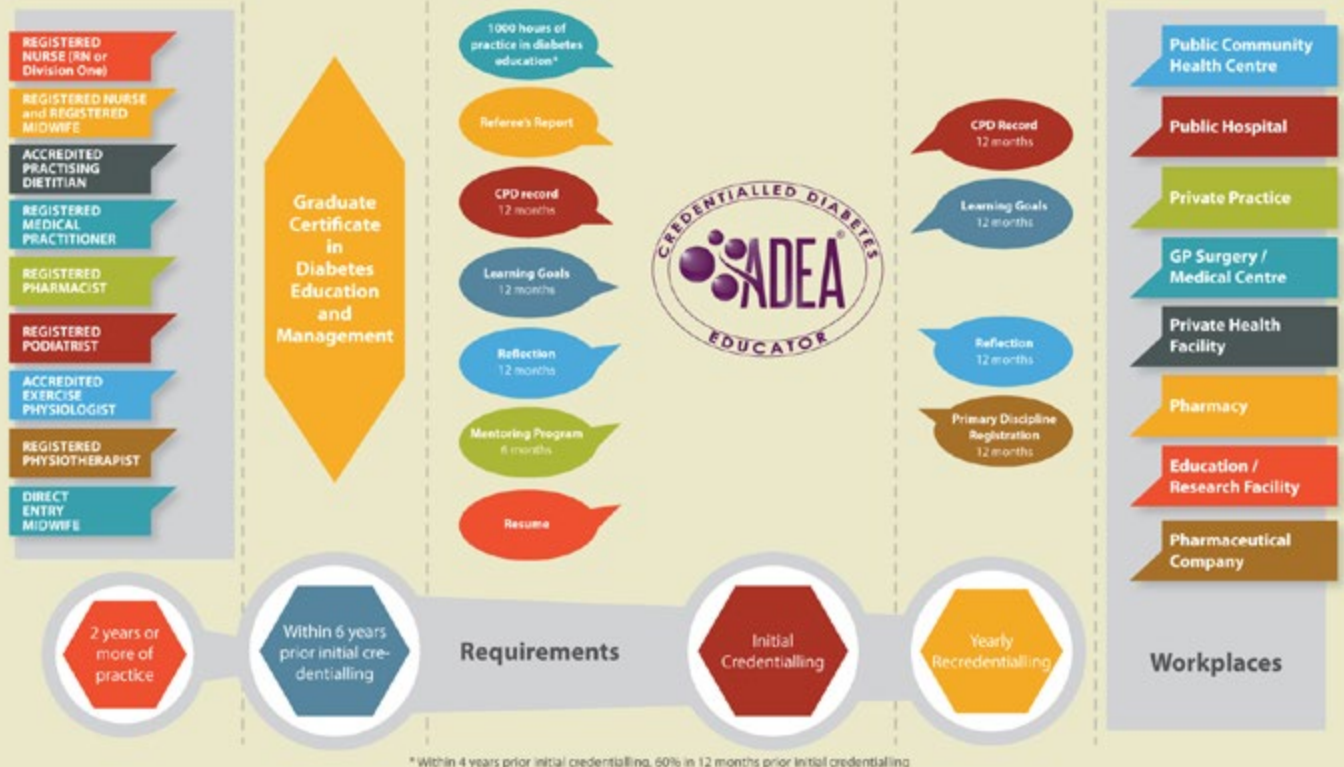 REGISTERED
NURSE (RN or
Division One)
REGISTERED NURSE
and REGISTERED
MIDWIFE
ACCREDITED
PRACTISING
DIETITIAN
REGISTERED
MEDICAL
PRACTITIONER
REGISTERED
PHARMACIST
REGISTERED
PODIATRIST
ACCREDITED
EXERCISE
PHYSIOLOGIST
REGISTERED
PHYSIOTHERAPIST
DIRECT
ENTRY
MIDWIFE
2 years or
more of
practice
Graduate
Certificate
in
Diabetes
Education
and
Management
Within 6 years
prior initial cre-
dentialling
1000 hours of
practice in diabetes
education*
Referee's Report
CPD record
12 months
Learning Goals
12 months
Reflection
12 months
Mentoring Program
6 months
Resume
Requirements
CREDENTIALLED DIABETES
ADEA®
EDUCATOR
Initial
Credentialling
CPD Record
12 months
Learning Goals
12 months
Reflection
12 months
Primary Discipline
Registration
12 months
Yearly
Recredentialling
Public Community
Health Centre
Public Hospital
Private Practice
GP Surgery /
Medical Centre
Private Health
Facility
Pharmacy
Education /
Research Facility
Pharmaceutical
Company
Workplaces
* Within 4 years prior initial credentialling, 60% in 12 months prior initial credentialling